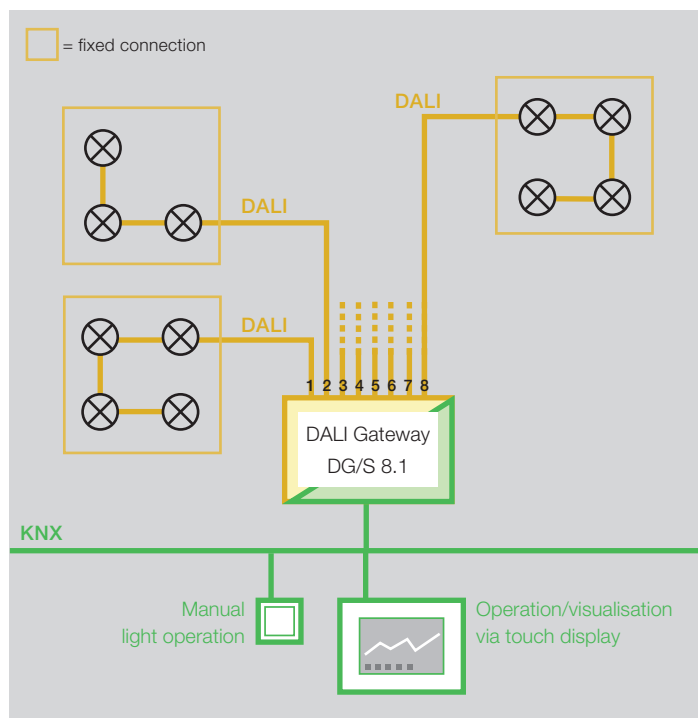 = fixed connection
DALI
DALI
DALI
1 2 3 4 5 6 7 8
DALI Gateway
DG/S 8.1
KNX
Manual
light operation
Operation/visualisation
via touch display